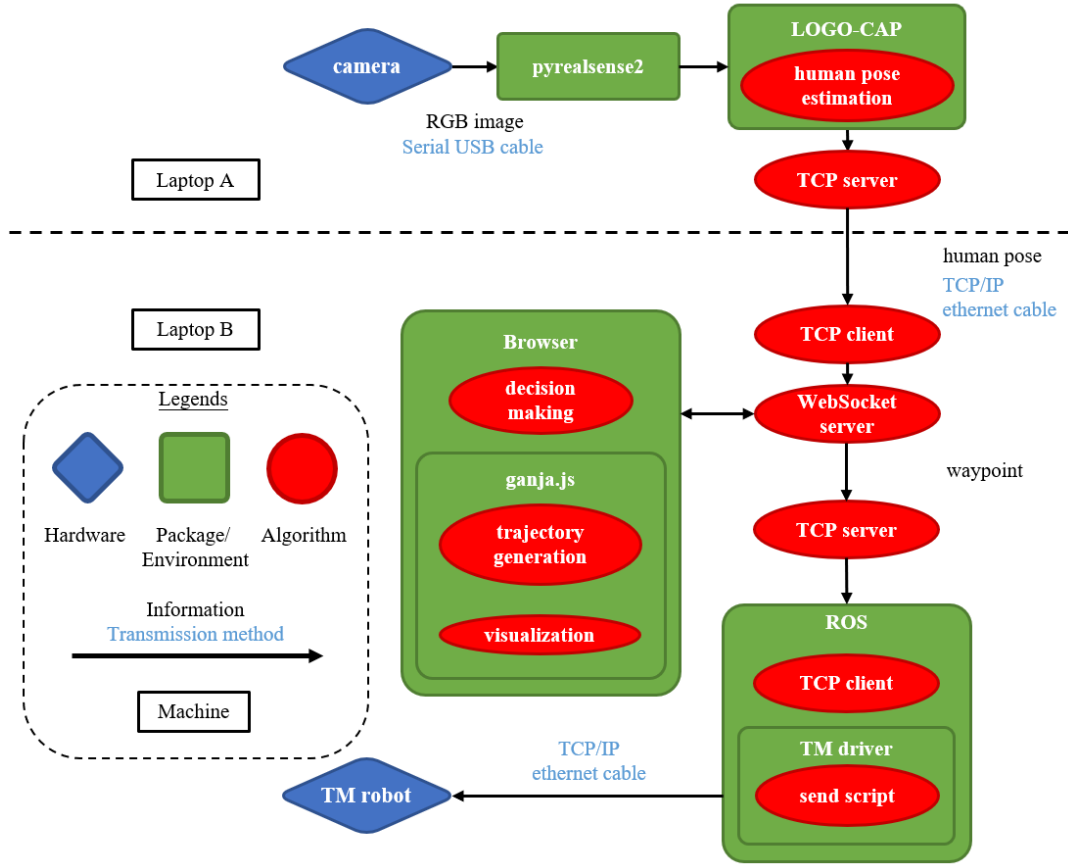 camera
pyrealsense2
LOGO-CAP
human pose
estimation
RGB image
Serial USB cable
TCP server
Laptop A
human pose
TCP/IP
ethernet cable
Laptop B
TCP client
Browser
decision
making
WebSocket
server
ganja.js
trajectory
generation
visualization
waypoint
TCP server
Legends
Hardware
Package/
Environment
Algorithm
Information
Transmission method
Machine
ROS
TCP client
TM driver
send script
TCP/IP
ethernet cable
TM robot